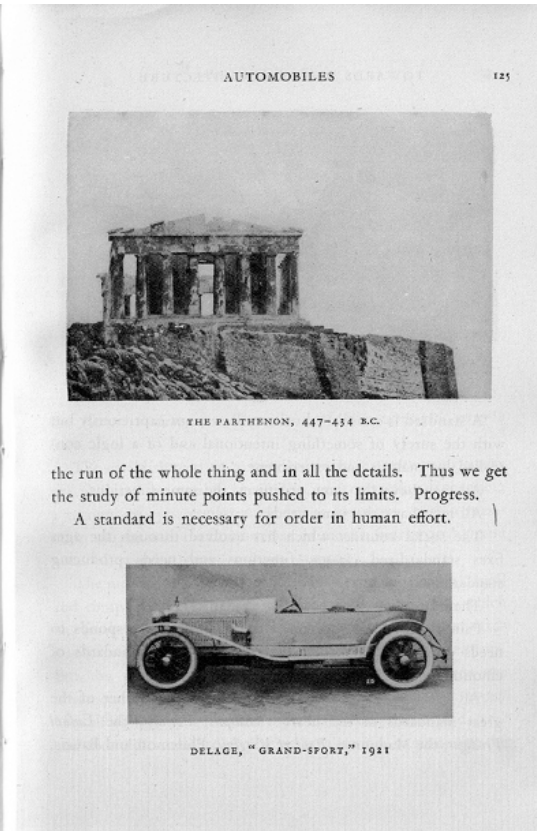 AUTOMOBILES 125
THE PARTHENON, 447–434 B.C.
the run of the whole thing and in all the details. Thus we get
the study of minute points pushed to its limits. Progress.
A standard is necessary for order in human effort.
DELAGE, “GRAND-SPORT,” 1921